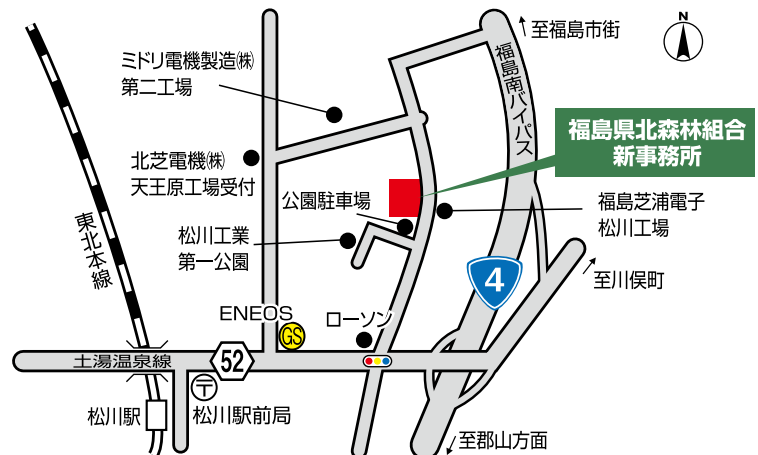 N
至福島市街
ミドリ電機製造㈱
第二工場
福島南バイパス
福島県北森林組合
新事務所
北芝電機㈱
天王原工場受付
公園駐車場
福島芝浦電子
松川工場
東北本線
松川工業
第一公園
4
至川俣町
ENEOS
GS
ローソン
土湯温泉線
52
松川駅
〒
松川駅前局
至郡山方面